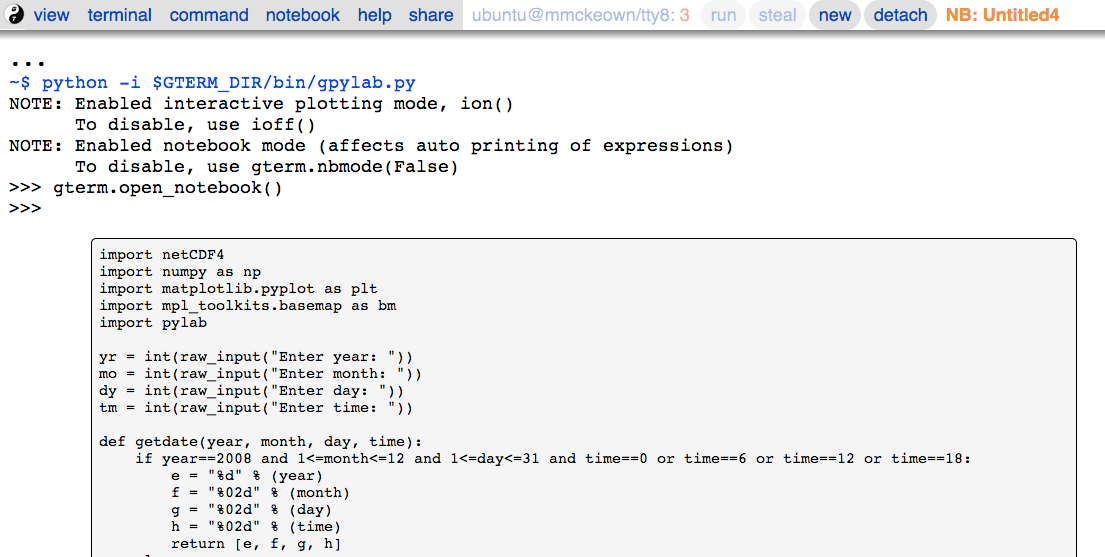 view terminal command notebook help share ubuntu@mmckeown/tty8: 3 run steal new detach NB: Untitled4
...
~$ python -i $GTERM_DIR/bin/gpylab.py
NOTE: Enabled interactive plotting mode, ion()
      To disable, use ioff()
NOTE: Enabled notebook mode (affects auto printing of expressions)
      To disable, use gterm.nbmode(False)
>>> gterm.open_notebook()
>>>
import netCDF4
import numpy as np
import matplotlib.pyplot as plt
import mpl_toolkits.basemap as bm
import pylab

yr = int(raw_input("Enter year: "))
mo = int(raw_input("Enter month: "))
dy = int(raw_input("Enter day: "))
tm = int(raw_input("Enter time: "))

def getdate(year, month, day, time):
    if year==2008 and 1<=month<=12 and 1<=day<=31 and time==0 or time==6 or time==12 or time==18:
        e = "%d" % (year)
        f = "%02d" % (month)
        g = "%02d" % (day)
        h = "%02d" % (time)
        return [e, f, g, h]